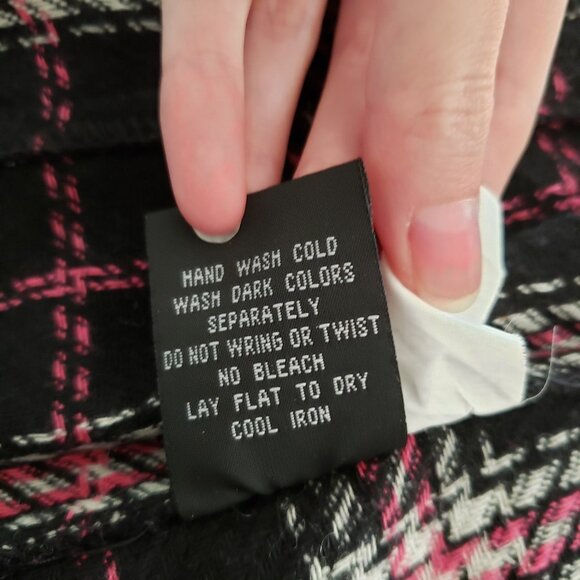 HAND WASH COLD
WASH DARK COLORS
SEPARATELY
DO NOT WRING OR TWIST
NO BLEACH
LAY FLAT TO DRY
COOL IRON